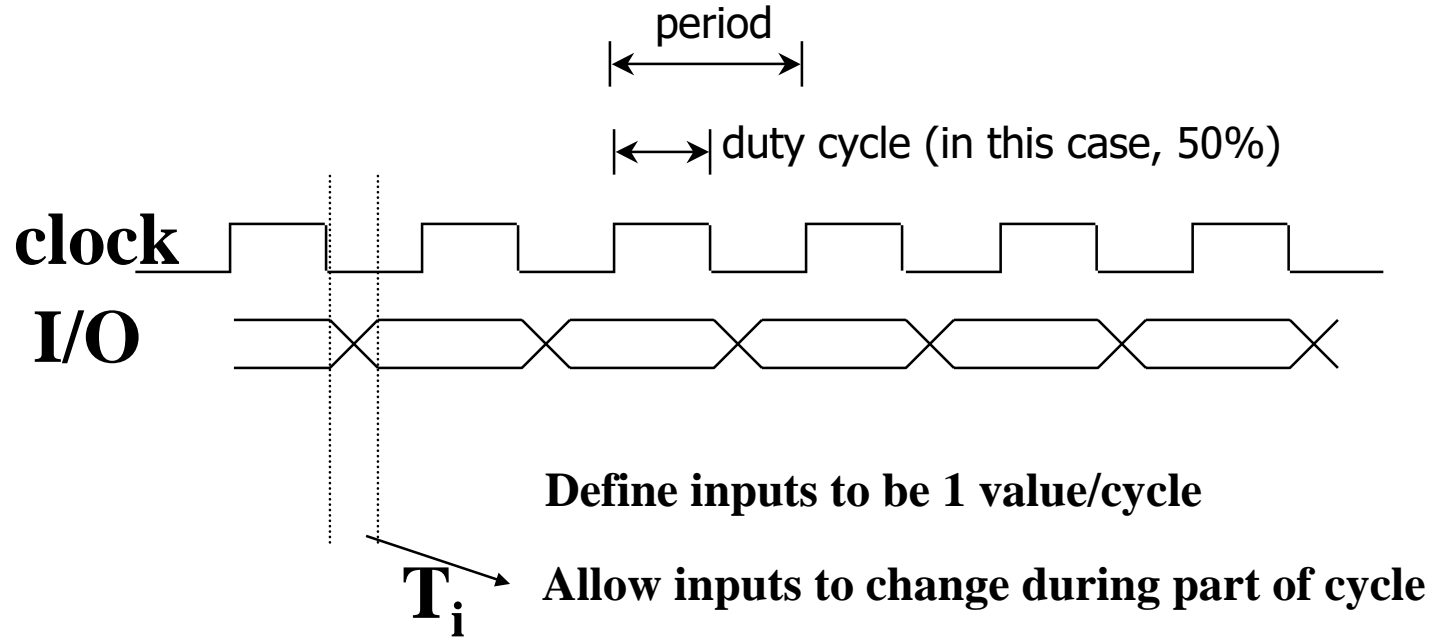 period
duty cycle (in this case, 50%)
clock
I/O
Define inputs to be 1 value/cycle
Allow inputs to change during part of cycle
Ti